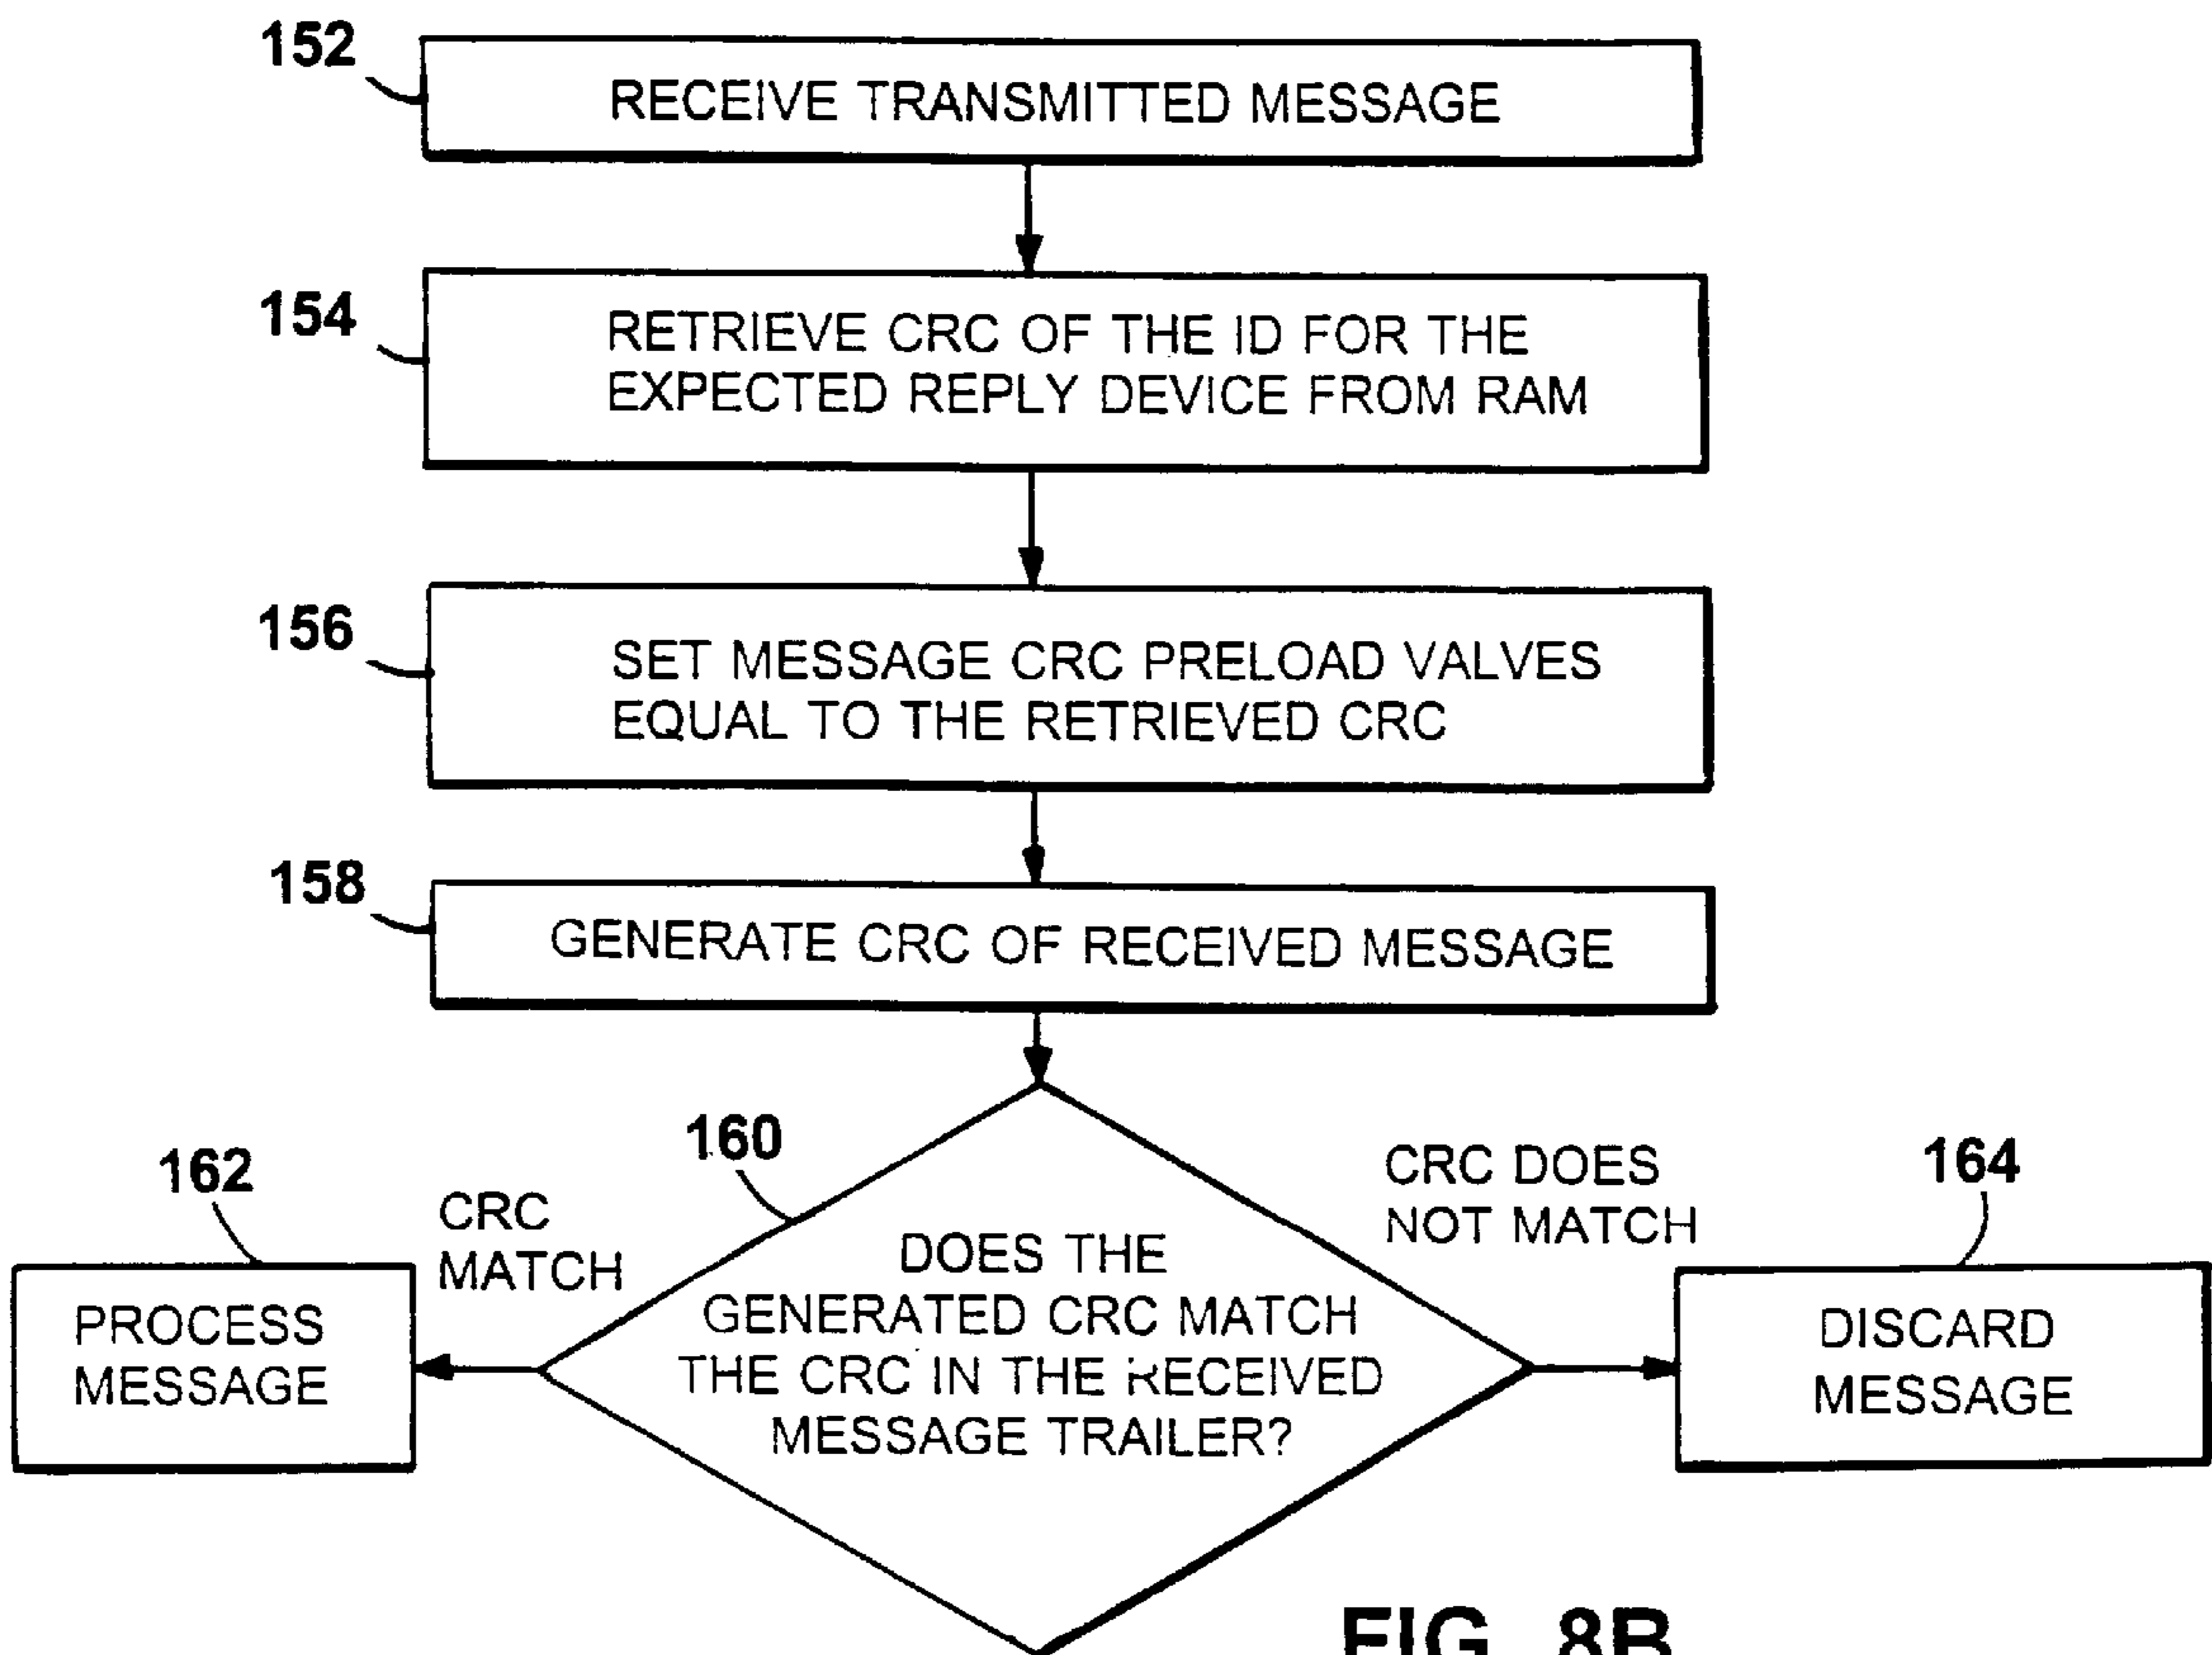 152
RECEIVE TRANSMITTED MESSAGE
154
RETRIEVE CRC OF THE ID FOR THE
EXPECTED REPLY DEVICE FROM RAM
156
SET MESSAGE CRC PRELOAD VALVES
EQUAL TO THE RETRIEVED CRC
158
GENERATE CRC OF RECEIVED MESSAGE
160
DOES THE
GENERATED CRC MATCH
THE CRC IN THE RECEIVED
MESSAGE TRAILER?
CRC
MATCH
162
PROCESS
MESSAGE
CRC DOES
NOT MATCH
164
DISCARD
MESSAGE
FIG. 8B